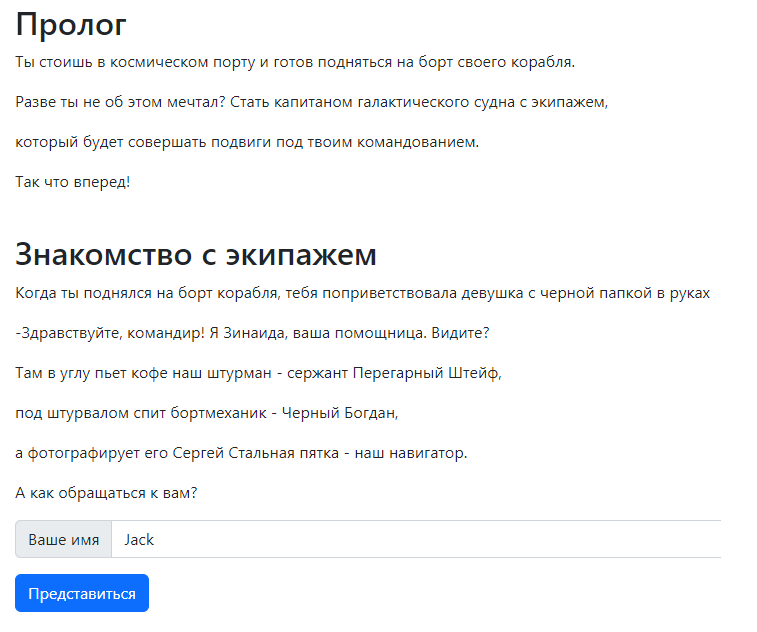 Пролог
Ты стоишь в космическом порту и готов подняться на борт своего корабля.
Разве ты не об этом мечтал? Стать капитаном галактического судна с экипажем,
который будет совершать подвиги под твоим командованием.
Так что вперед!
Знакомство с экипажем
Когда ты поднялся на борт корабля, тебя поприветствовала девушка с черной папкой в руках
-Здравствуйте, командир! Я Зинаида, ваша помощница. Видите?
Там в углу пьет кофе наш штурман - сержант Перегарный Штейф,
под штурвалом спит бортмеханик - Черный Богдан,
а фотографирует его Сергей Стальная пятка - наш навигатор.
А как обращаться к вам?
Ваше имя Jack
Представиться